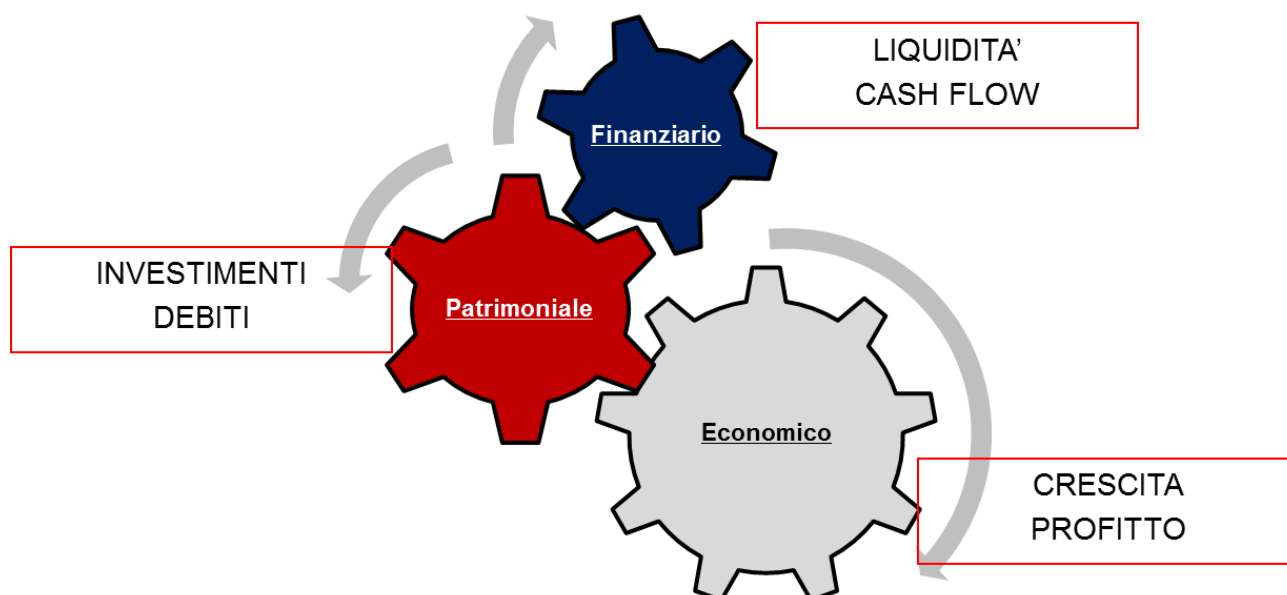 LIQUIDITA’
CASH FLOW
Finanziario
INVESTIMENTI
DEBITI
Patrimoniale
Economico
CRESCITA
PROFITTO